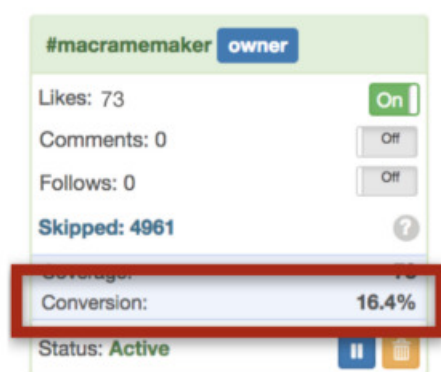 #macramemaker owner
Likes: 73 On
Comments: 0 Off
Follows: 0 Off
Skipped: 4961 ?
Conversion: 16.4%
Status: Active